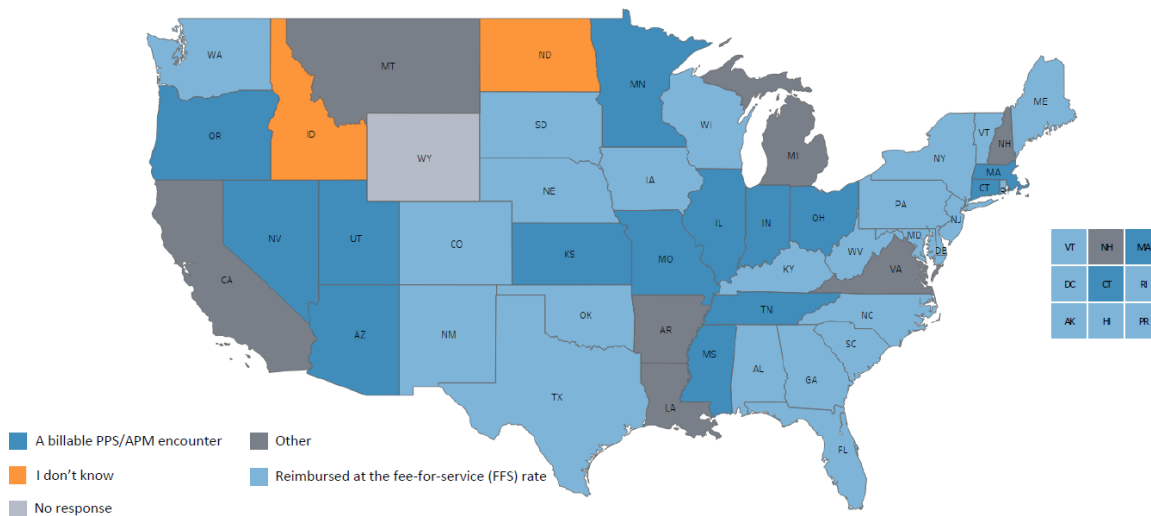 WA
MT
ND
MN
ME
OR
ID
SD
WI
VT
NH
NY
WY
MI
MA
CT
RI
IA
NE
PA
NJ
NV
UT
CO
IL
IN
OH
MD
DE
WV
KS
MO
KY
VA
CA
TN
NC
AZ
NM
OK
AR
SC
MS
AL
GA
TX
LA
FL
VT NH MA
DC CT RI
AK HI PR
A billable PPS/APM encounter Other
I don't know Reimbursed at the fee-for-service (FFS) rate
No response